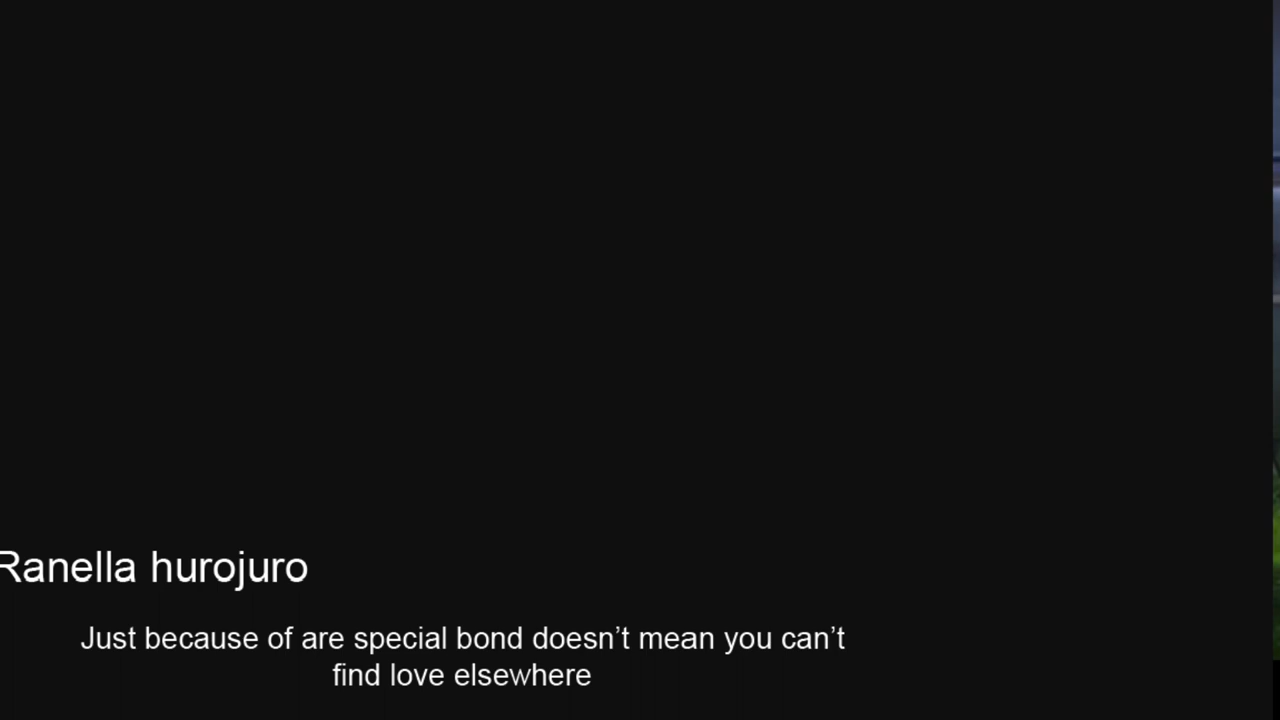 Ranella hurojuro
Just because of are special bond doesn’t mean you can’t
find love elsewhere